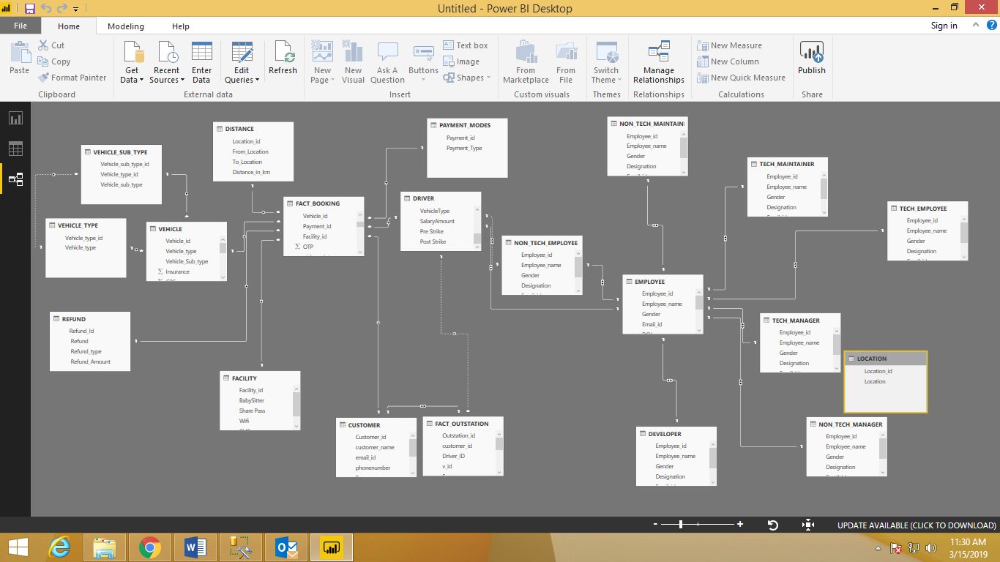 Untitled - Power BI Desktop
File
Home
Modeling
Help
Sign in
Paste
Cut
Copy
Format Painter
Clipboard
Get Data
Recent Sources
Enter Data
Edit Queries
Refresh
External data
New Page
New Visual
Ask A Question
Buttons
Text box
Image
Shapes
Insert
From Marketplace
From File
Custom visuals
Switch Theme
Themes
Manage Relationships
Relationships
New Measure
New Column
New Quick Measure
Calculations
Publish
Share
VEHICLE_SUB_TYPE
Vehicle_sub_type_id
Vehicle_type_id
Vehicle_sub_type
DISTANCE
Location_id
From_Location
To_Location
Distance_in_km
PAYMENT_MODES
Payment_id
Payment_Type
NON_TECH_MAINTAINI
Employee_id
Employee_name
Gender
Designation
TECH_MAINTAINER
Employee_id
Employee_name
Gender
Designation
TECH_EMPLOYEE
Employee_id
Employee_name
Gender
Designation
VEHICLE_TYPE
Vehicle_type_id
Vehicle_type
VEHICLE
Vehicle_id
Vehicle_type
Vehicle_Sub_type
Σ Insurance
FACT_BOOKING
Vehicle_id
Payment_id
Facility_id
Σ OTP
DRIVER
VehicleType
SalaryAmount
Pre Strike
Post Strike
NON_TECH_EMPLOYEE
Employee_id
Employee_name
Gender
Designation
EMPLOYEE
Employee_id
Employee_name
Gender
Email_id
TECH_MANAGER
Employee_id
Employee_name
Gender
Designation
LOCATION
Location_id
Location
REFUND
Refund_Id
Refund
Refund_type
Refund_Amount
FACILITY
Facility_id
BabySitter
Share Pass
Wifi
CUSTOMER
Customer_id
customer_name
email_id
phonenumber
FACT_OUTSTATION
Outstation_id
customer_id
Driver_ID
v_id
DEVELOPER
Employee_id
Employee_name
Gender
Designation
NON_TECH_MANAGER
Employee_id
Employee_name
Gender
Designation
UPDATE AVAILABLE (CLICK TO DOWNLOAD)
11:30 AM
3/15/2019